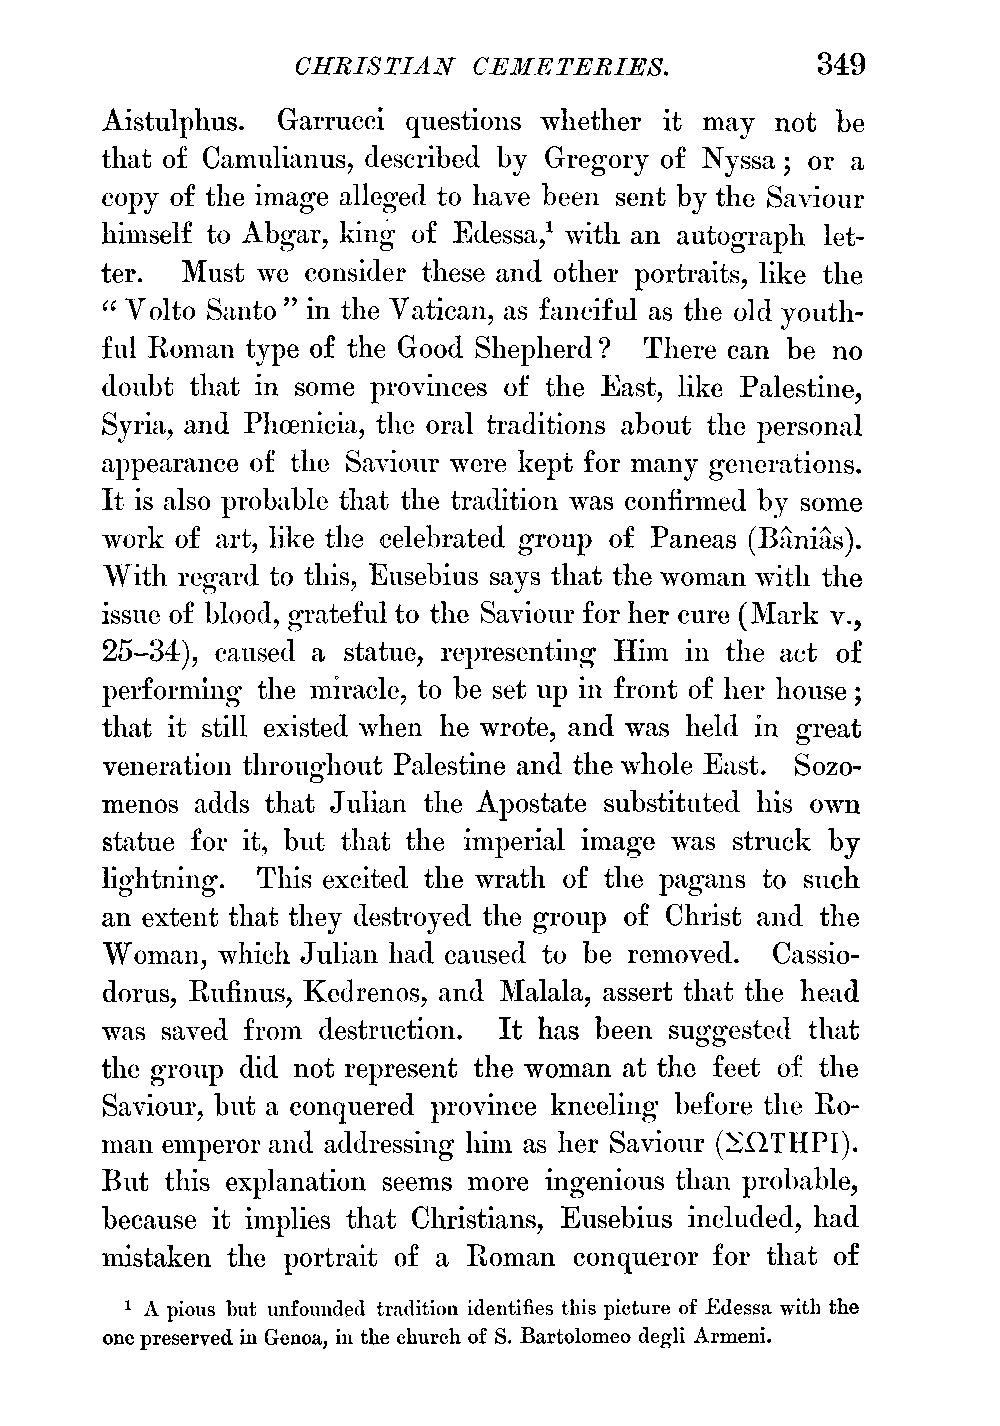 CHRISTIAN CEMETERIES. 349
Aistulphus. Garrucci questions whether it may not be
that of Camulianus, described by Gregory of Nyssa; or a
copy of the image alleged to have been sent by the Saviour
himself to Abgar, king of Edessa,¹ with an autograph let-
ter. Must we consider these and other portraits, like the
“Volto Santo” in the Vatican, as fanciful as the old youth-
ful Roman type of the Good Shepherd? There can be no
doubt that in some provinces of the East, like Palestine,
Syria, and Phœnicia, the oral traditions about the personal
appearance of the Saviour were kept for many generations.
It is also probable that the tradition was confirmed by some
work of art, like the celebrated group of Paneas (Bâniâs).
With regard to this, Eusebius says that the woman with the
issue of blood, grateful to the Saviour for her cure (Mark v.,
25–34), caused a statue, representing Him in the act of
performing the miracle, to be set up in front of her house;
that it still existed when he wrote, and was held in great
veneration throughout Palestine and the whole East. Sozo-
menos adds that Julian the Apostate substituted his own
statue for it, but that the imperial image was struck by
lightning. This excited the wrath of the pagans to such
an extent that they destroyed the group of Christ and the
Woman, which Julian had caused to be removed. Cassio-
dorus, Rufinus, Kedrenos, and Malala, assert that the head
was saved from destruction. It has been suggested that
the group did not represent the woman at the feet of the
Saviour, but a conquered province kneeling before the Ro-
man emperor and addressing him as her Saviour (ΣΩΤΗΡΙ).
But this explanation seems more ingenious than probable,
because it implies that Christians, Eusebius included, had
mistaken the portrait of a Roman conqueror for that of
¹ A pious but unfounded tradition identifies this picture of Edessa with the
one preserved in Genoa, in the church of S. Bartolomeo degli Armeni.